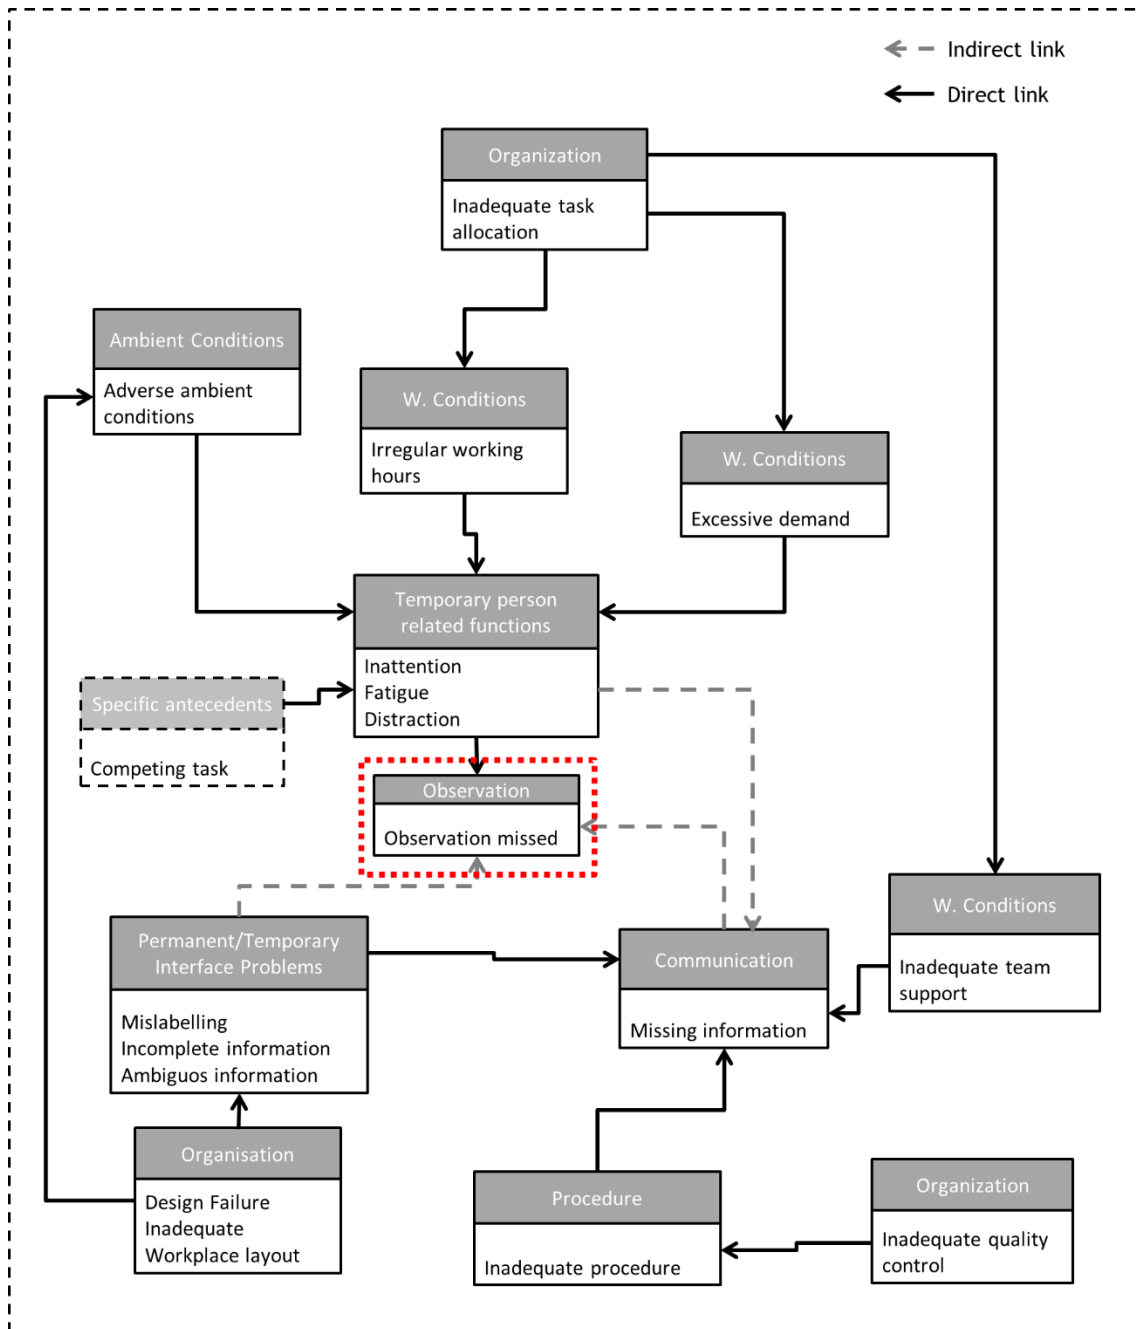 Indirect link
Direct link
Organization
Inadequate task
allocation
Ambient Conditions
Adverse ambient
conditions
W. Conditions
Irregular working
hours
W. Conditions
Excessive demand
Temporary person
related functions
Inattention
Fatigue
Distraction
Specific antecedents
Competing task
Observation
Observation missed
W. Conditions
Inadequate team
support
Permanent/Temporary
Interface Problems
Mislabelling
Incomplete information
Ambiguos information
Communication
Missing information
Organisation
Design Failure
Inadequate
Workplace layout
Procedure
Inadequate procedure
Organization
Inadequate quality
control